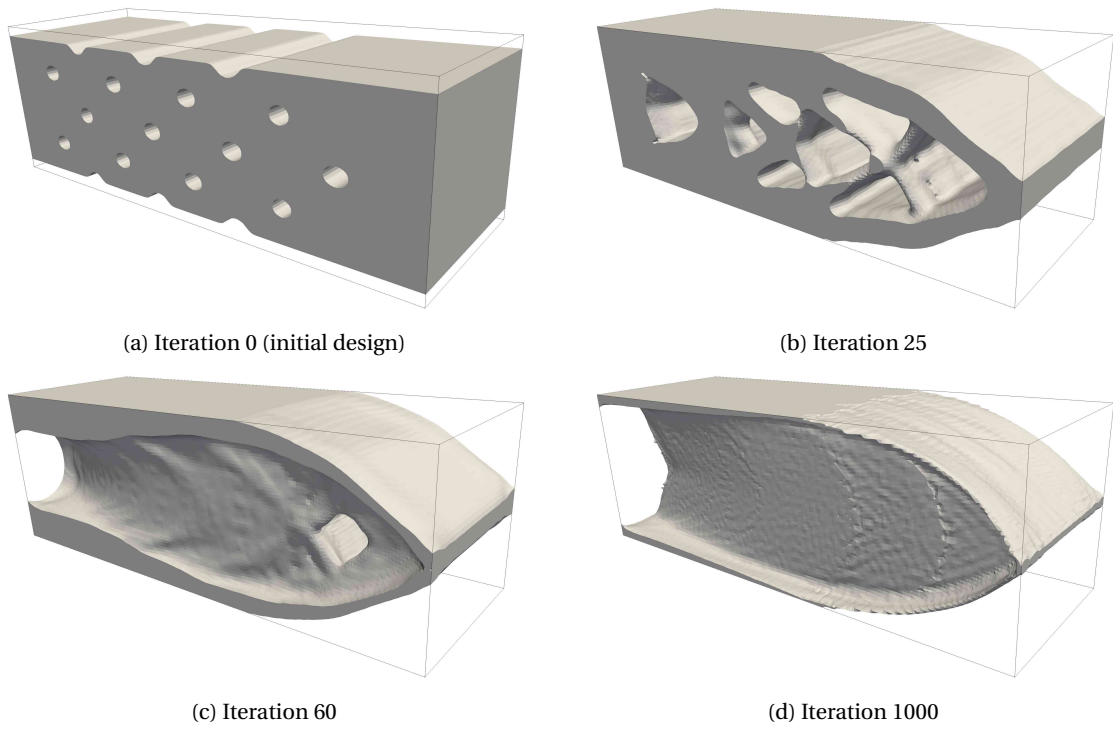 (a) Iteration 0 (initial design)
(b) Iteration 25
(c) Iteration 60
(d) Iteration 1000